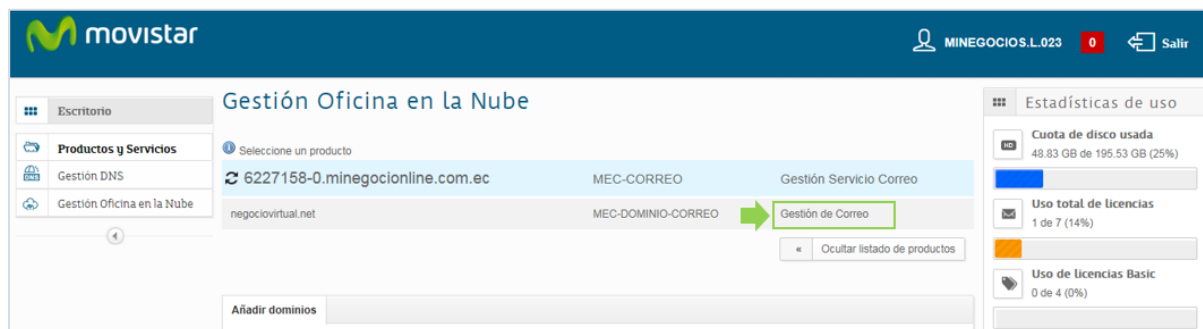 movistar
MINEGOCIOS.L.023 0 Salir
Escritorio
Productos y Servicios
Gestión DNS
Gestión Oficina en la Nube
Gestión Oficina en la Nube
Seleccione un producto
6227158-0.minegocionline.com.ec MEC-CORREO Gestión Servicio Correo
negociovirtual.net MEC-DOMINIO-CORREO Gestión de Correo
« Ocultar listado de productos
Añadir dominios
Estadísticas de uso
HD Cuota de disco usada
48.83 GB de 195.53 GB (25%)
Uso total de licencias
1 de 7 (14%)
Uso de licencias Basic
0 de 4 (0%)